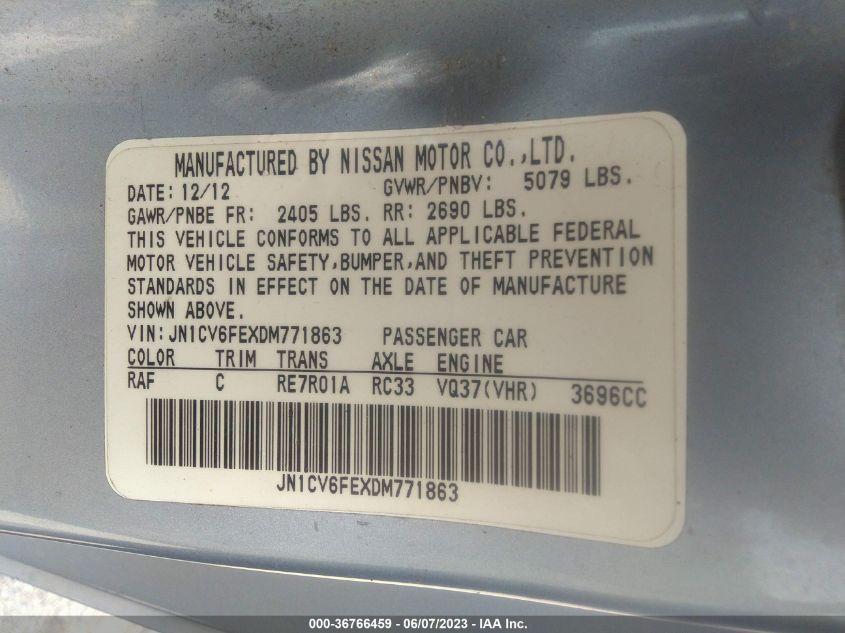 MANUFACTURED BY NISSAN MOTOR CO.,LTD.
DATE: 12/12 GVWR/PNBV: 5079 LBS.
GAWR/PNBE FR: 2405 LBS. RR: 2690 LBS.
THIS VEHICLE CONFORMS TO ALL APPLICABLE FEDERAL
MOTOR VEHICLE SAFETY,BUMPER,AND THEFT PREVENTION
STANDARDS IN EFFECT ON THE DATE OF MANUFACTURE
SHOWN ABOVE.
VIN:JN1CV6FEXDM771863 PASSENGER CAR
COLOR TRIM TRANS AXLE ENGINE
RAF C RE7R01A RC33 VQ37(VHR) 3696CC
JN1CV6FEXDM771863
000-36766459 - 06/07/2023 - IAA Inc.